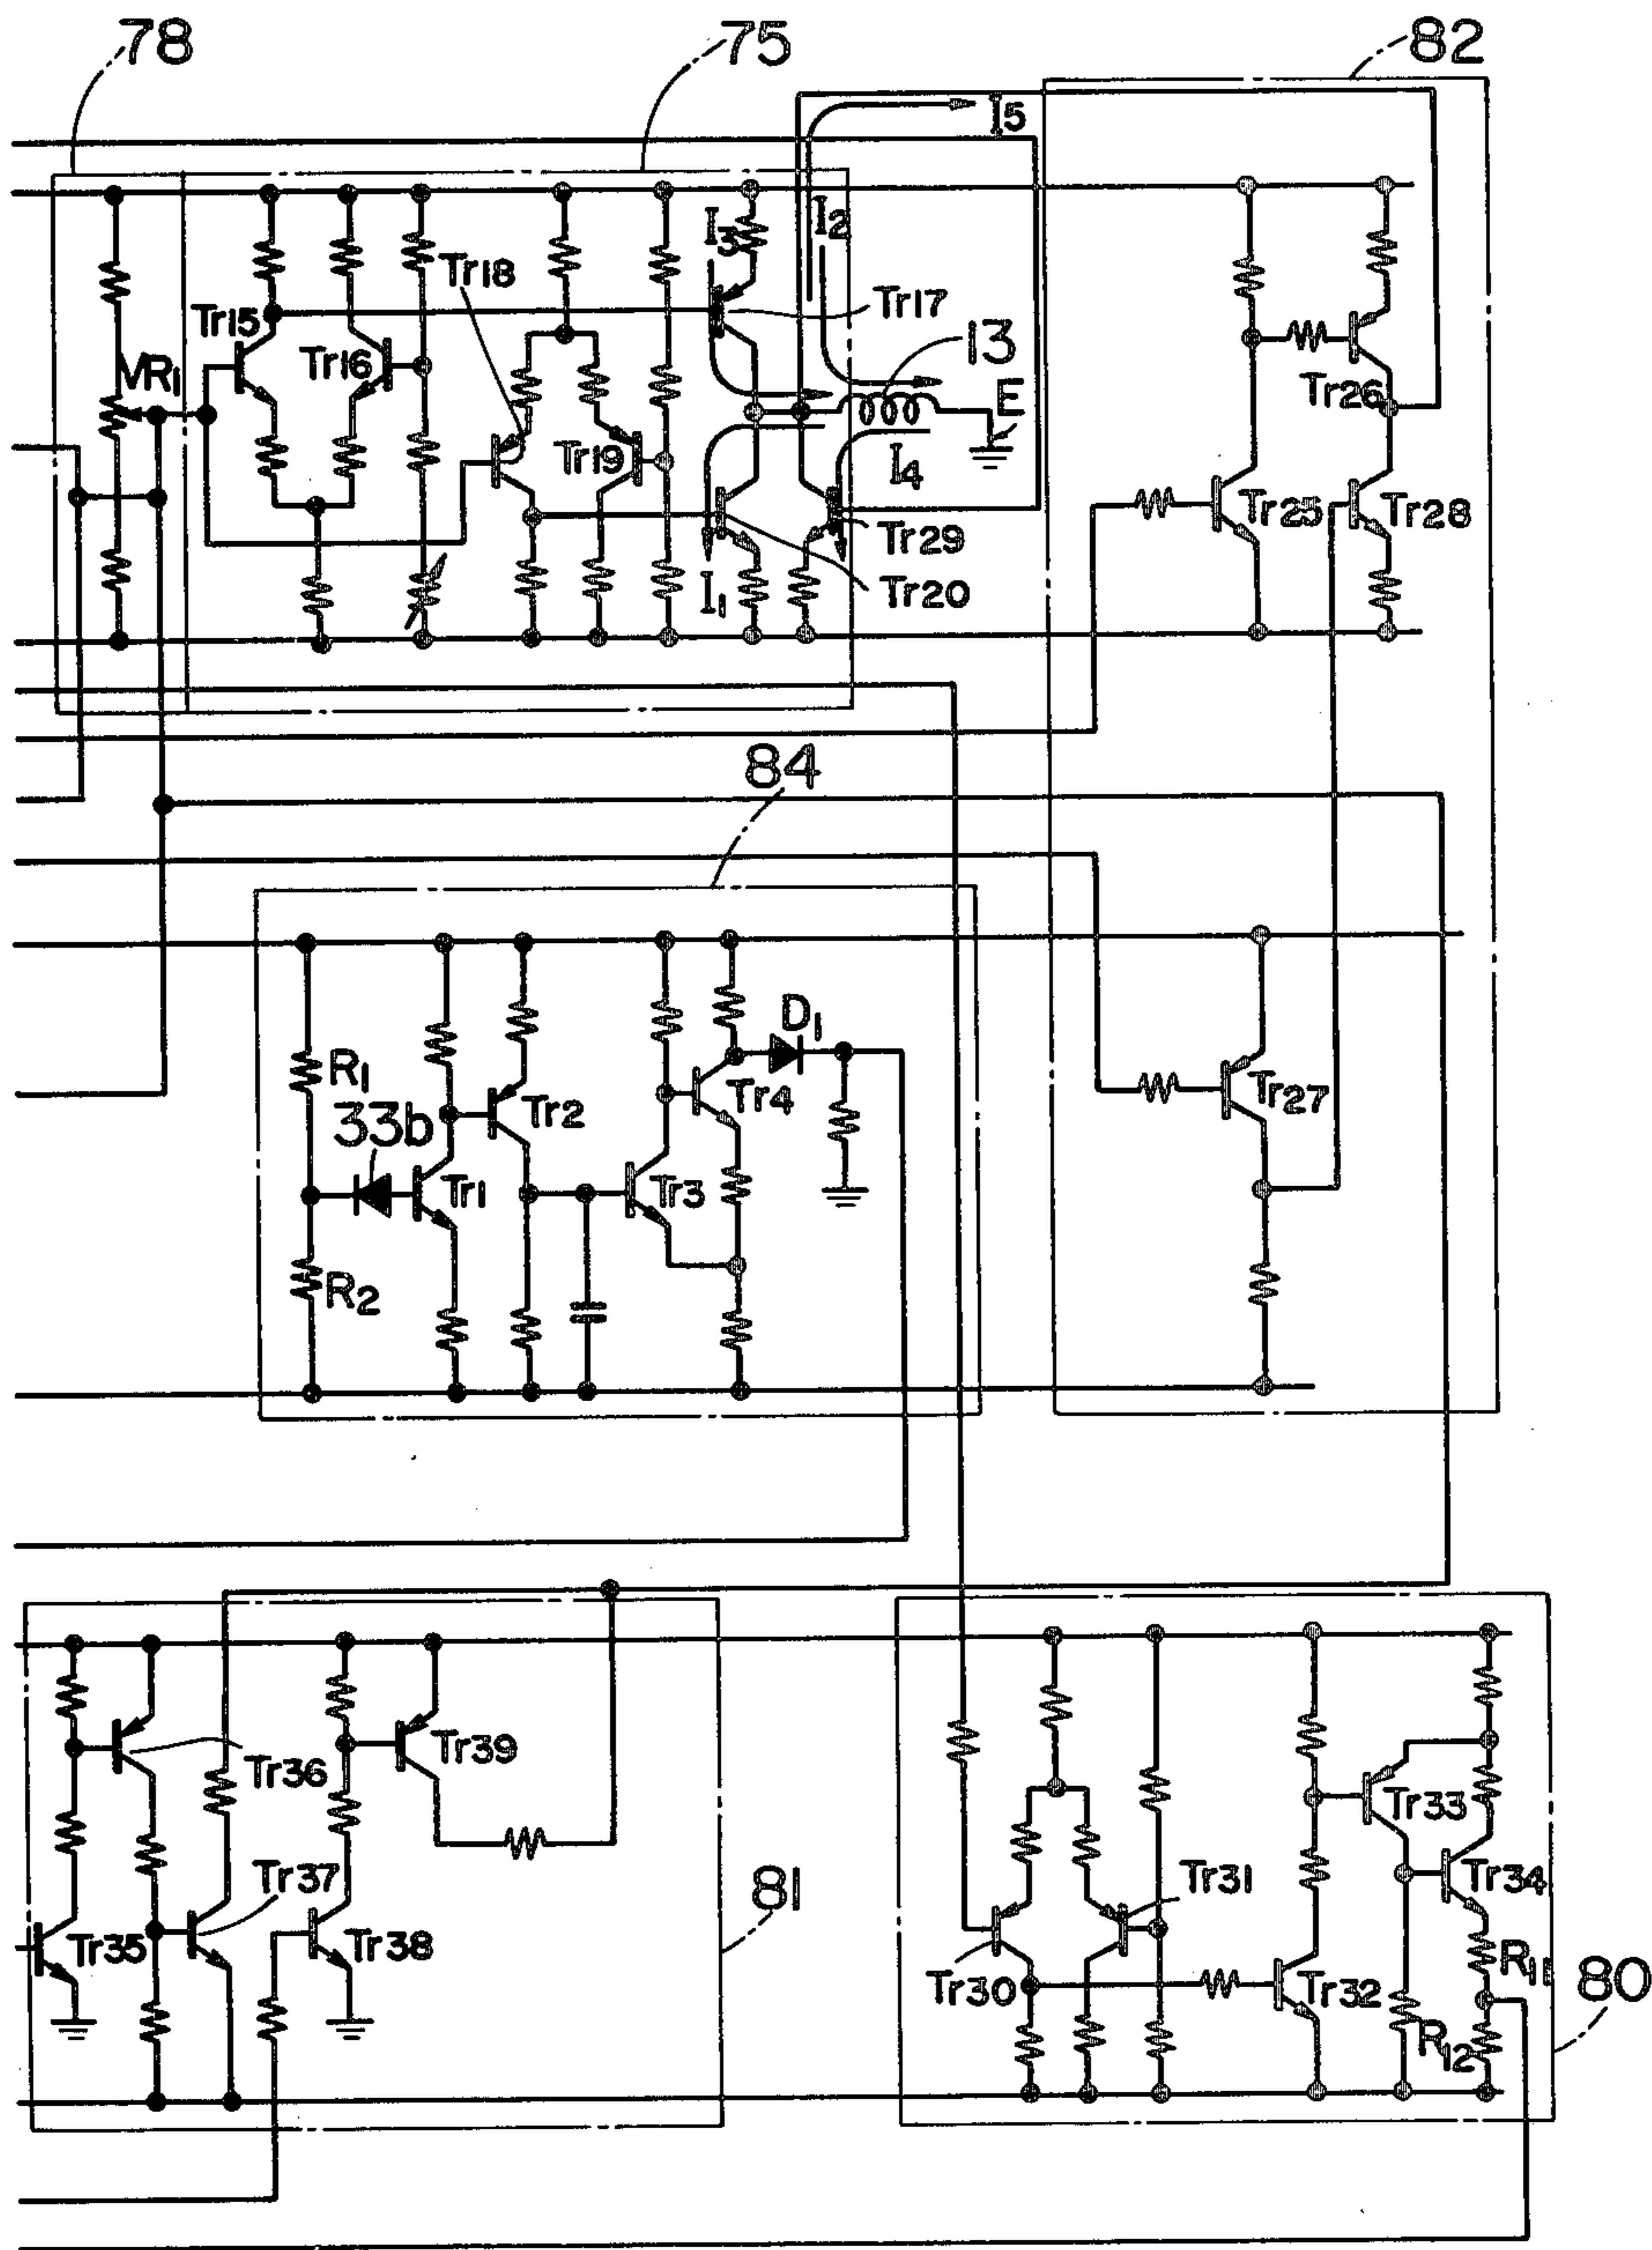 78
75
82
I5
I3
I2
Tr18
Tr15
Tr17
VR1
Tr16
13
E
Tr26
Tr19
I4
Tr25
Tr28
Tr29
I1
Tr20
84
D1
R1
Tr4
Tr27
33b
Tr2
Tr1
Tr3
R2
Tr36
Tr39
Tr33
Tr37
81
Tr31
Tr34
Tr35
Tr38
Tr30
Tr32
R11
80
R12